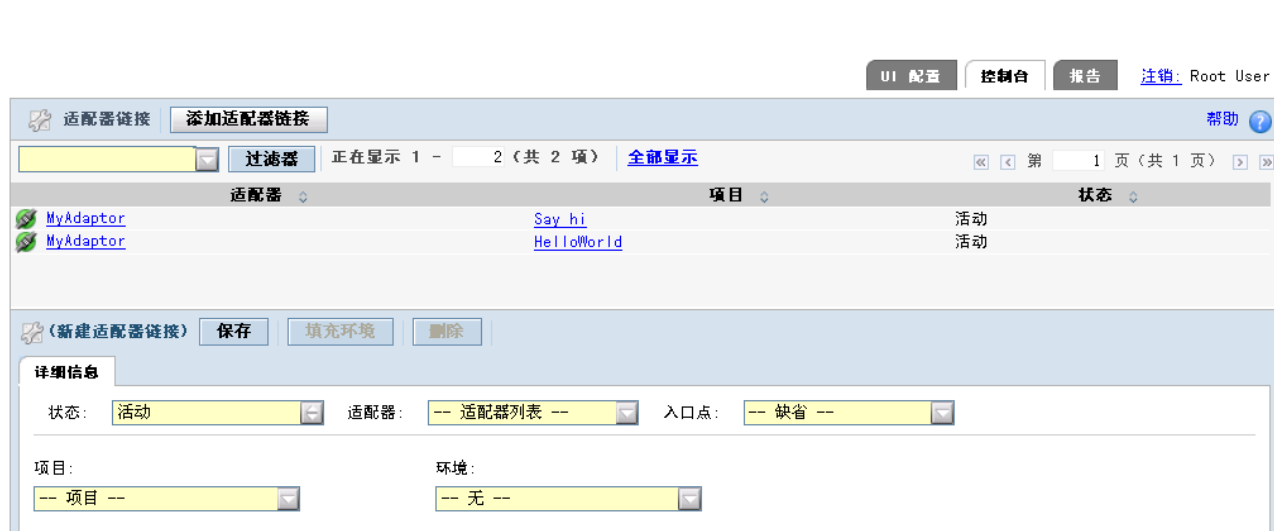 UI 配置 控制台 报告 注销: Root User
适配器链接 添加适配器链接 帮助 ?
过滤器 正在显示 1 - 2 (共 2 项) 全部显示 第 1 页(共 1 页)
适配器 项目 状态
MyAdaptor Say hi 活动
MyAdaptor HelloWorld 活动
(新建适配器链接) 保存 填充环境 删除
详细信息
状态: 活动 适配器: -- 适配器列表 -- 入口点: -- 缺省 --
项目: 环境:
-- 项目 -- -- 无 --